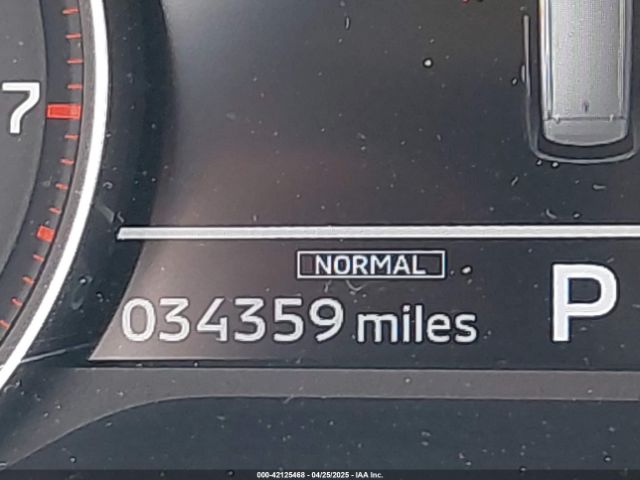 7
NORMAL
034359 miles P
000-42125468 - 04/25/2025 - IAA Inc.